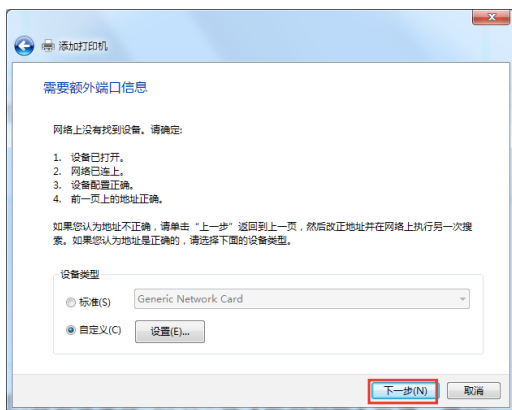 添加打印机
需要额外端口信息
网络上没有找到设备。请确定:
1. 设备已打开。
2. 网络已连上。
3. 设备配置正确。
4. 前一页上的地址正确。
如果您认为地址不正确，请单击“上一步”返回到上一页，然后改正地址并在网络上执行另一次搜
索。如果您认为地址是正确的，请选择下面的设备类型。
设备类型
标准(S) Generic Network Card
自定义(C) 设置(E)...
下一步(N) 取消